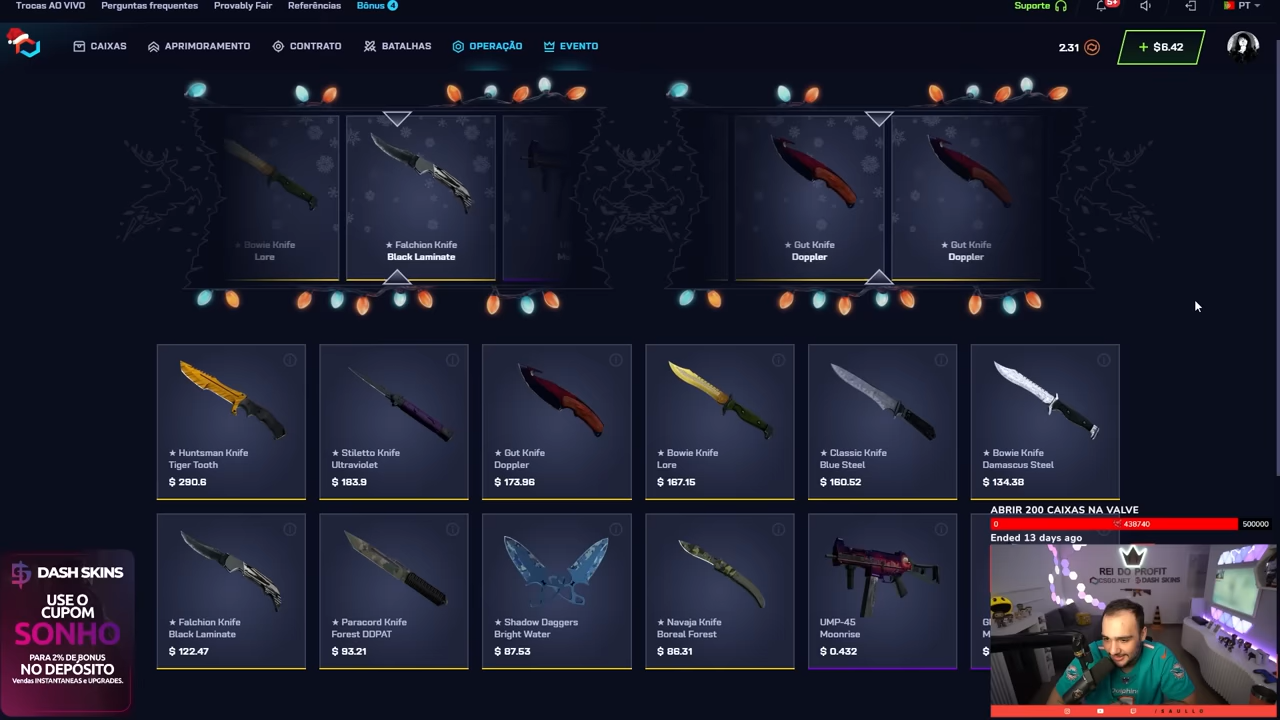 Trocas AO VIVO
Perguntas frequentes
Provably Fair
Referências
Bônus 4
Suporte
5+
PT
CAIXAS
APRIMORAMENTO
CONTRATO
BATALHAS
OPERAÇÃO
EVENTO
2.31
+ $6.42
★ Bowie Knife
Lore
★ Falchion Knife
Black Laminate
★ Gut Knife
Doppler
★ Gut Knife
Doppler
★ Huntsman Knife
Tiger Tooth
$ 290.6
★ Stiletto Knife
Ultraviolet
$ 183.9
★ Gut Knife
Doppler
$ 173.96
★ Bowie Knife
Lore
$ 167.15
★ Classic Knife
Blue Steel
$ 160.52
★ Bowie Knife
Damascus Steel
$ 134.38
★ Falchion Knife
Black Laminate
$ 122.47
★ Paracord Knife
Forest DDPAT
$ 93.21
★ Shadow Daggers
Bright Water
$ 87.53
★ Navaja Knife
Boreal Forest
$ 86.31
UMP-45
Moonrise
$ 0.432
ABRIR 200 CAIXAS NA VALVE
0
438740
500000
Ended 13 days ago
REI DO PROFIT
CSGO.NET
DASH SKINS
/SAULLO
DASH SKINS
USE O
CUPOM
SONHO
PARA 2% DE BONUS
NO DEPÓSITO
Vendas INSTANTANEAS e UPGRADES.